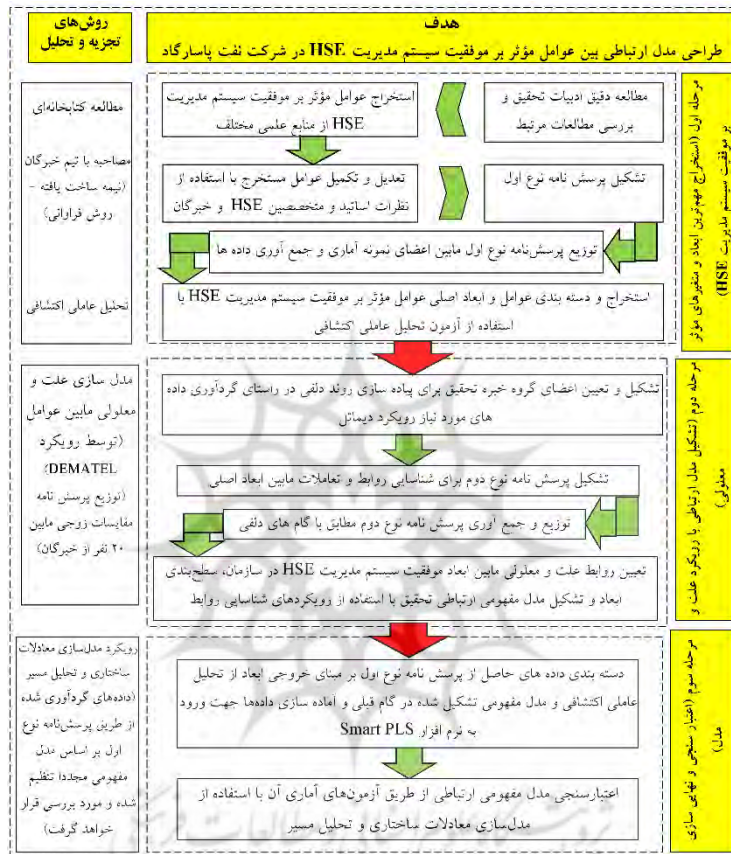 هدف
طراحی مدل ارتباطی بین عوامل مؤثر بر موفقیت سیستم مدیریت HSE در شرکت نفت پاسارگاد
روش‌های
تجزیه و تحلیل
مرحله اول (استخراج مهم‌ترین ابعاد و متغیرهای مؤثر
بر موفقیت سیستم مدیریت HSE)
مطالعه دقیق ادبیات تحقیق و
بررسی مطالعات مرتبط
استخراج عوامل مؤثر بر موفقیت سیستم مدیریت
HSE از منابع علمی مختلف
تشکیل پرسش نامه نوع اول
تعدیل و تکمیل عوامل مستخرج با استفاده از
نظرات اساتید و متخصصین HSE و خبرگان
توزیع پرسش‌نامه نوع اول مابین اعضای نمونه آماری و جمع آوری داده ها
استخراج و دسته بندی عوامل و ابعاد اصلی عوامل مؤثر بر موفقیت سیستم مدیریت HSE با
استفاده از آزمون تحلیل عاملی اکتشافی
مطالعه کتابخانه‌ای
مصاحبه با تیم خبرگان
(نیمه ساخت یافته -
روش فراوانی)
تحلیل عاملی اکتشافی
مرحله دوم (تشکیل مدل ارتباطی با رویکرد علت و
معلولی)
تشکیل و تعیین اعضای گروه خبره تحقیق برای پیاده سازی روند دلفی در راستای گردآوری داده
های مورد نیاز رویکرد دیماتل
تشکیل پرسش نامه نوع دوم برای شناسایی روابط و تعاملات مابین ابعاد اصلی
توزیع و جمع آوری پرسش نامه نوع دوم مطابق با گام های دلفی
تعیین روابط علت و معلولی مابین ابعاد موفقیت سیستم مدیریت HSE در سازمان، سطح‌بندی
ابعاد و تشکیل مدل مفهومی ارتباطی تحقیق با استفاده از رویکردهای شناسایی روابط
مدل سازی علت و
معلولی مابین عوامل
(توسط رویکرد
DEMATEL)
(توزیع پرسش نامه
مقایسات زوجی مابین
۲۰ نفر از خبرگان)
مرحله سوم (اعتبار سنجی و نهایی سازی
مدل)
دسته بندی داده های حاصل از پرسش نامه نوع اول بر مبنای خروجی ابعاد از تحلیل
عاملی اکتشافی و مدل مفهومی تشکیل شده در گام قبلی و آماده سازی داده‌ها جهت ورود
به نرم افزار Smart PLS
اعتبارسنجی مدل مفهومی ارتباطی از طریق آزمون‌های آماری آن با استفاده از
مدل‌سازی معادلات ساختاری و تحلیل مسیر
رویکرد مدل‌سازی معادلات
ساختاری و تحلیل مسیر
(داده‌های گردآوری شده
از طریق پرسش‌نامه نوع
اول بر اساس مدل
مفهومی مجددا تنظیم
شده و مورد بررسی قرار
خواهد گرفت)